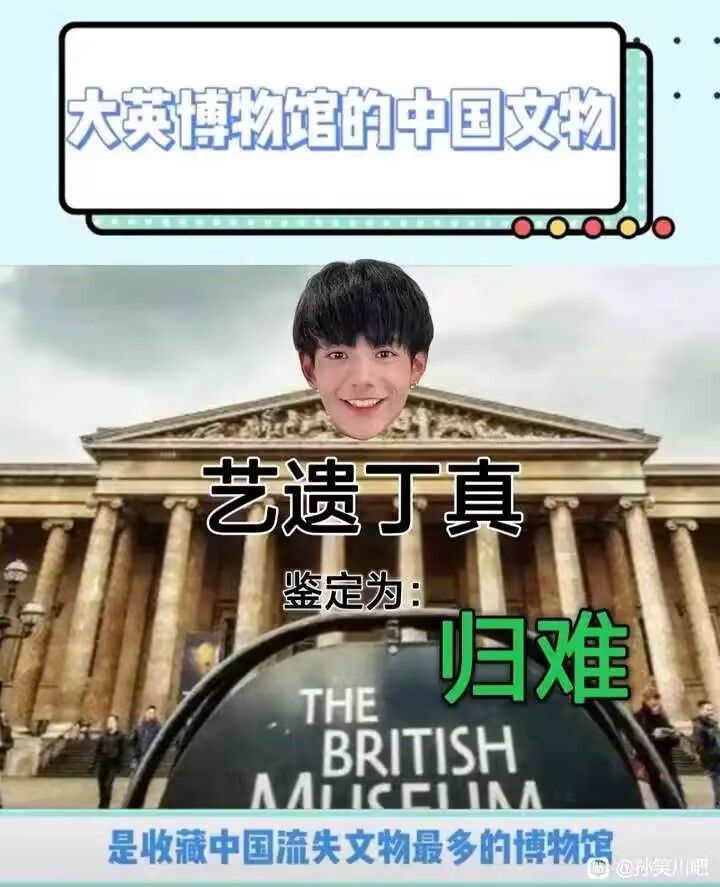 大英博物馆的中国文物
艺遗丁真
鉴定为：
归难
THE
BRITISH
MUSEUM
是收藏中国流失文物最多的博物馆
贴 @孙笑川吧